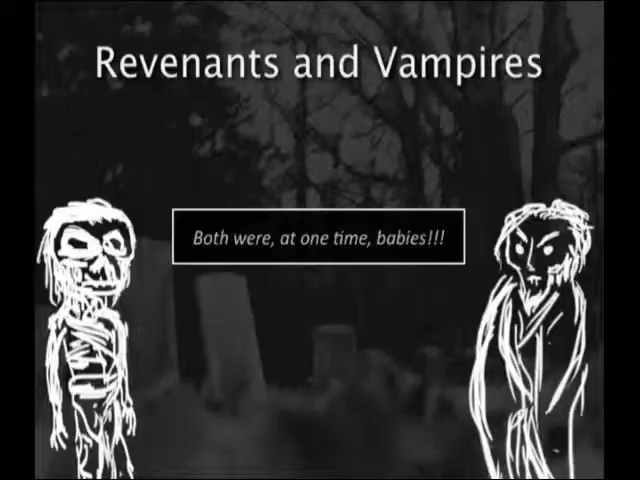 Revenants and Vampires
Both were, at one time, babies!!!